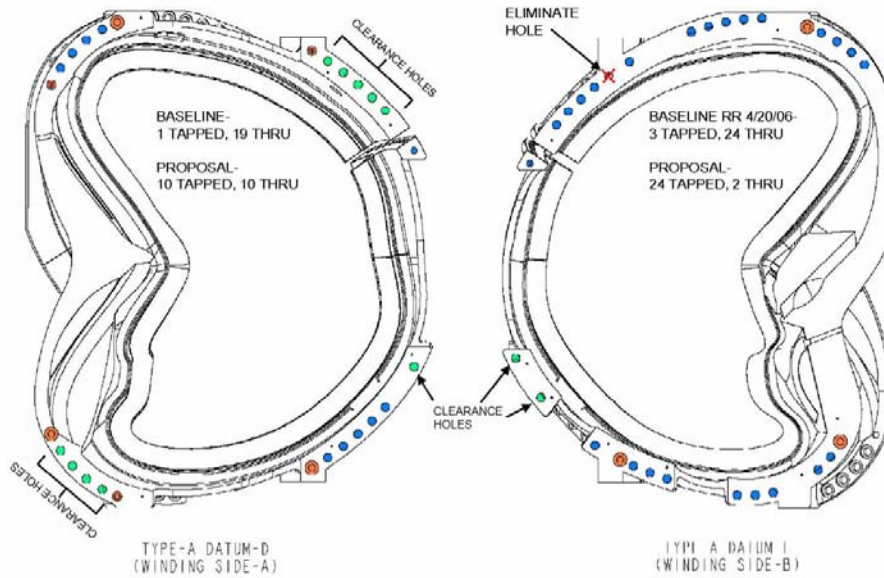 CLEARANCE HOLES
BASELINE-
1 TAPPED, 19 THRU
PROPOSAL-
10 TAPPED, 10 THRU
CLEARANCE HOLES
TYPE-A DATUM-D
(WINDING SIDE-A)
ELIMINATE
HOLE
BASELINE RR 4/20/06-
3 TAPPED, 24 THRU
PROPOSAL-
24 TAPPED, 2 THRU
CLEARANCE
HOLES
TYPE A DATUM
(WINDING SIDE-B)